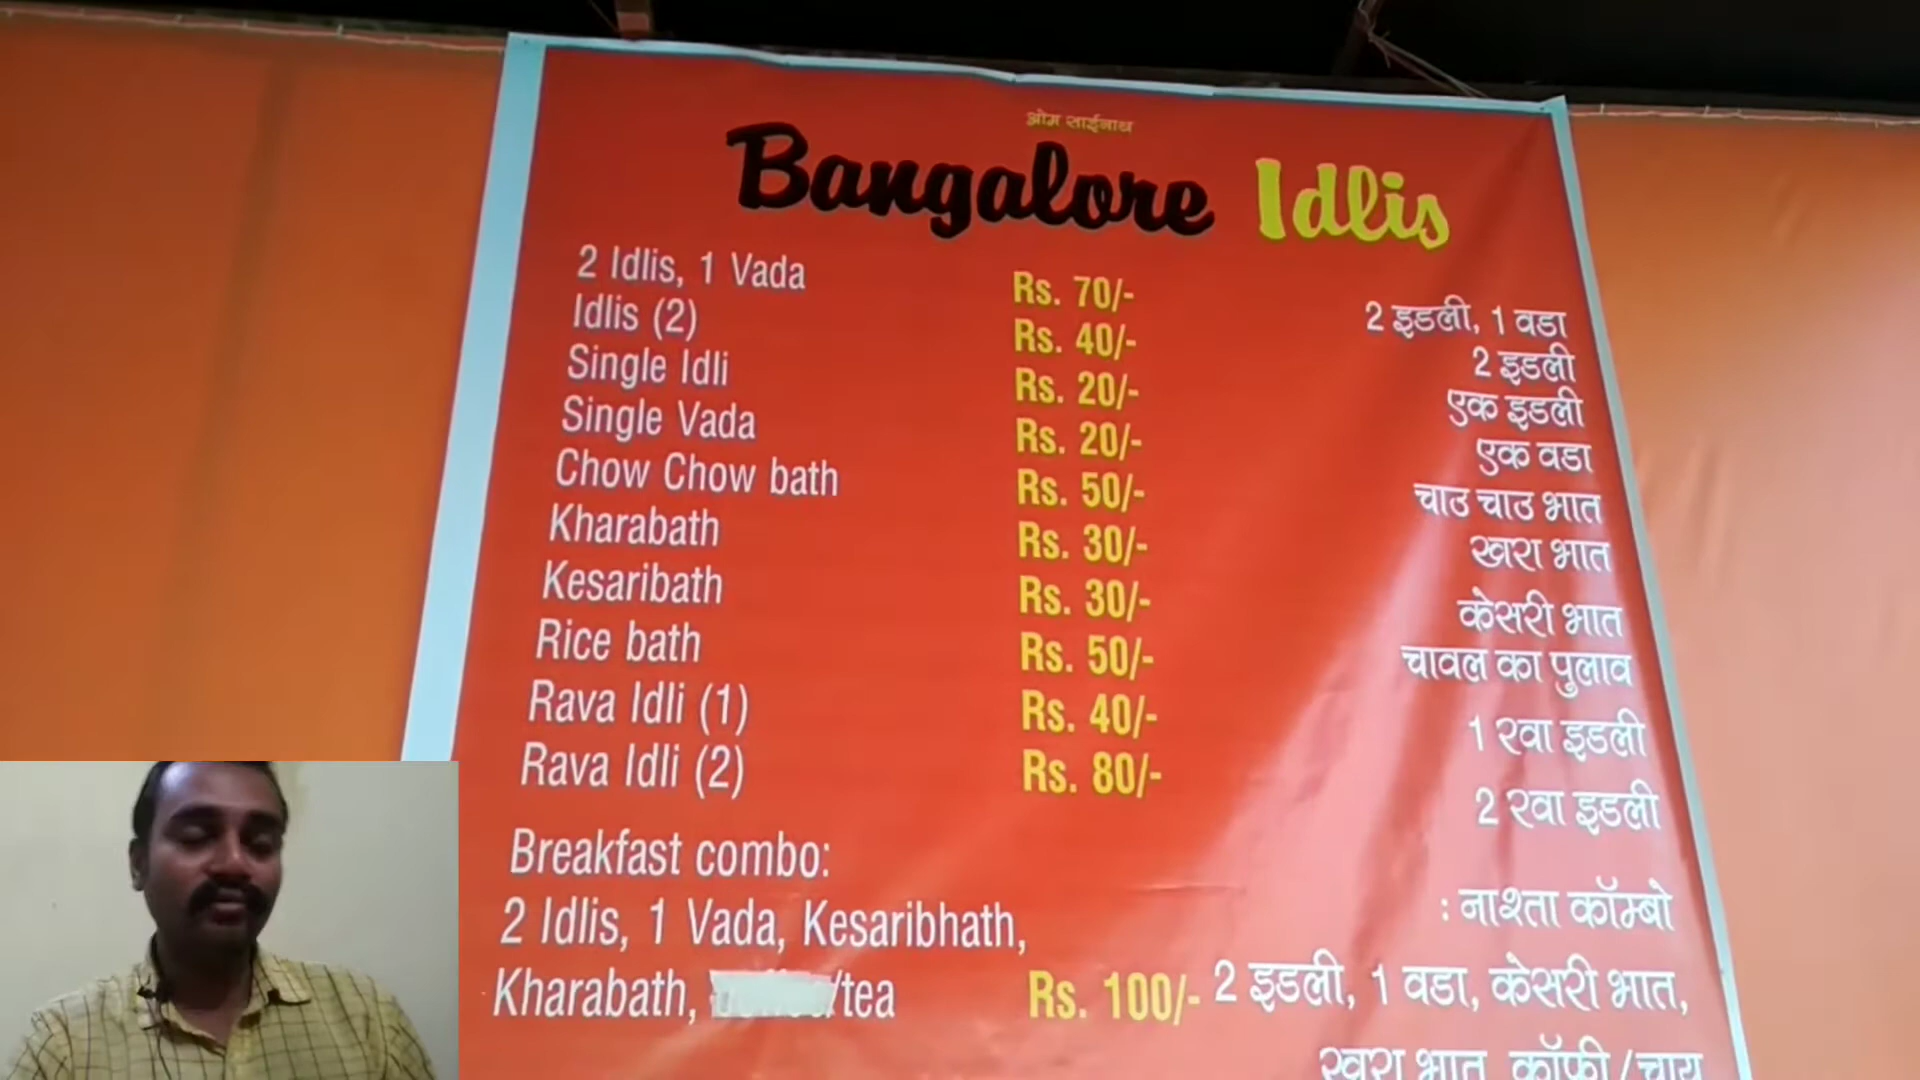 ओम साईनाथ
Bangalore Idlis
2 Idlis, 1 Vada Rs. 70/- 2 इडली, 1 वडा
Idlis (2) Rs. 40/- 2 इडली
Single Idli Rs. 20/- एक इडली
Single Vada Rs. 20/- एक वडा
Chow Chow bath Rs. 50/- चाउ चाउ भात
Kharabath Rs. 30/- खरा भात
Kesaribath Rs. 30/- केसरी भात
Rice bath Rs. 50/- चावल का पुलाव
Rava Idli (1) Rs. 40/- 1 रवा इडली
Rava Idli (2) Rs. 80/- 2 रवा इडली
Breakfast combo: : नाश्ता कॉम्बो
2 Idlis, 1 Vada, Kesaribhath,
Kharabath, /tea Rs. 100/- 2 इडली, 1 वडा, केसरी भात,
खरा भात, कॉफी/चाय